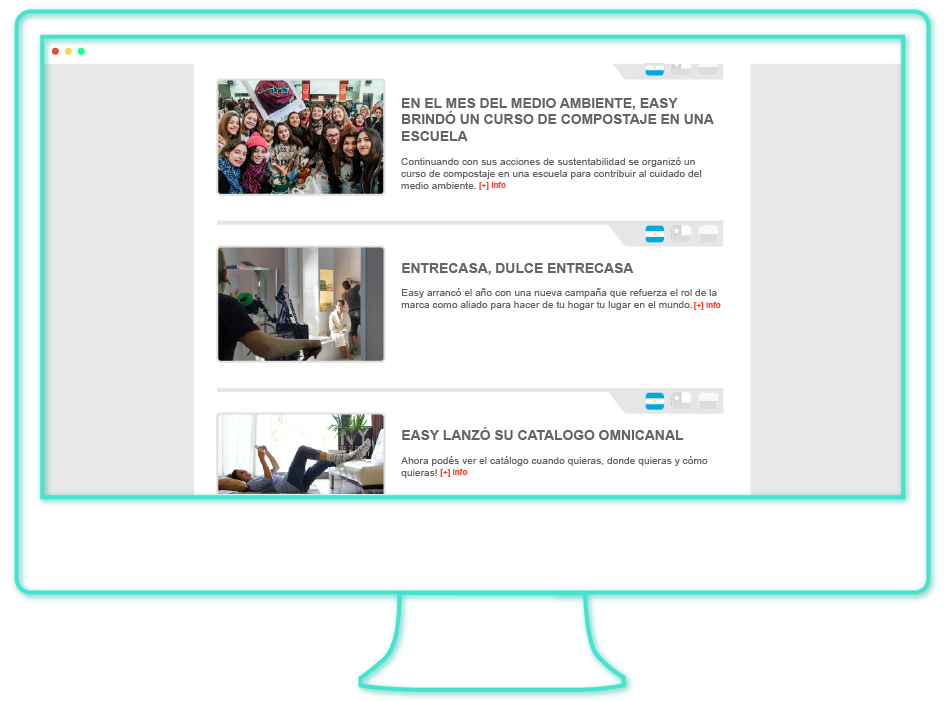 EN EL MES DEL MEDIO AMBIENTE, EASY
BRINDÓ UN CURSO DE COMPOSTAJE EN UNA
ESCUELA
Continuando con sus acciones de sustentabilidad se organizó un
curso de compostaje en una escuela para contribuir al cuidado del
medio ambiente. [+] Info
ENTRECASA, DULCE ENTRECASA
Easy arrancó el año con una nueva campaña que refuerza el rol de la
marca como aliado para hacer de tu hogar tu lugar en el mundo. [+] Info
EASY LANZÓ SU CATALOGO OMNICANAL
Ahora podés ver el catálogo cuando quieras, donde quieras y cómo
quieras! [+] Info